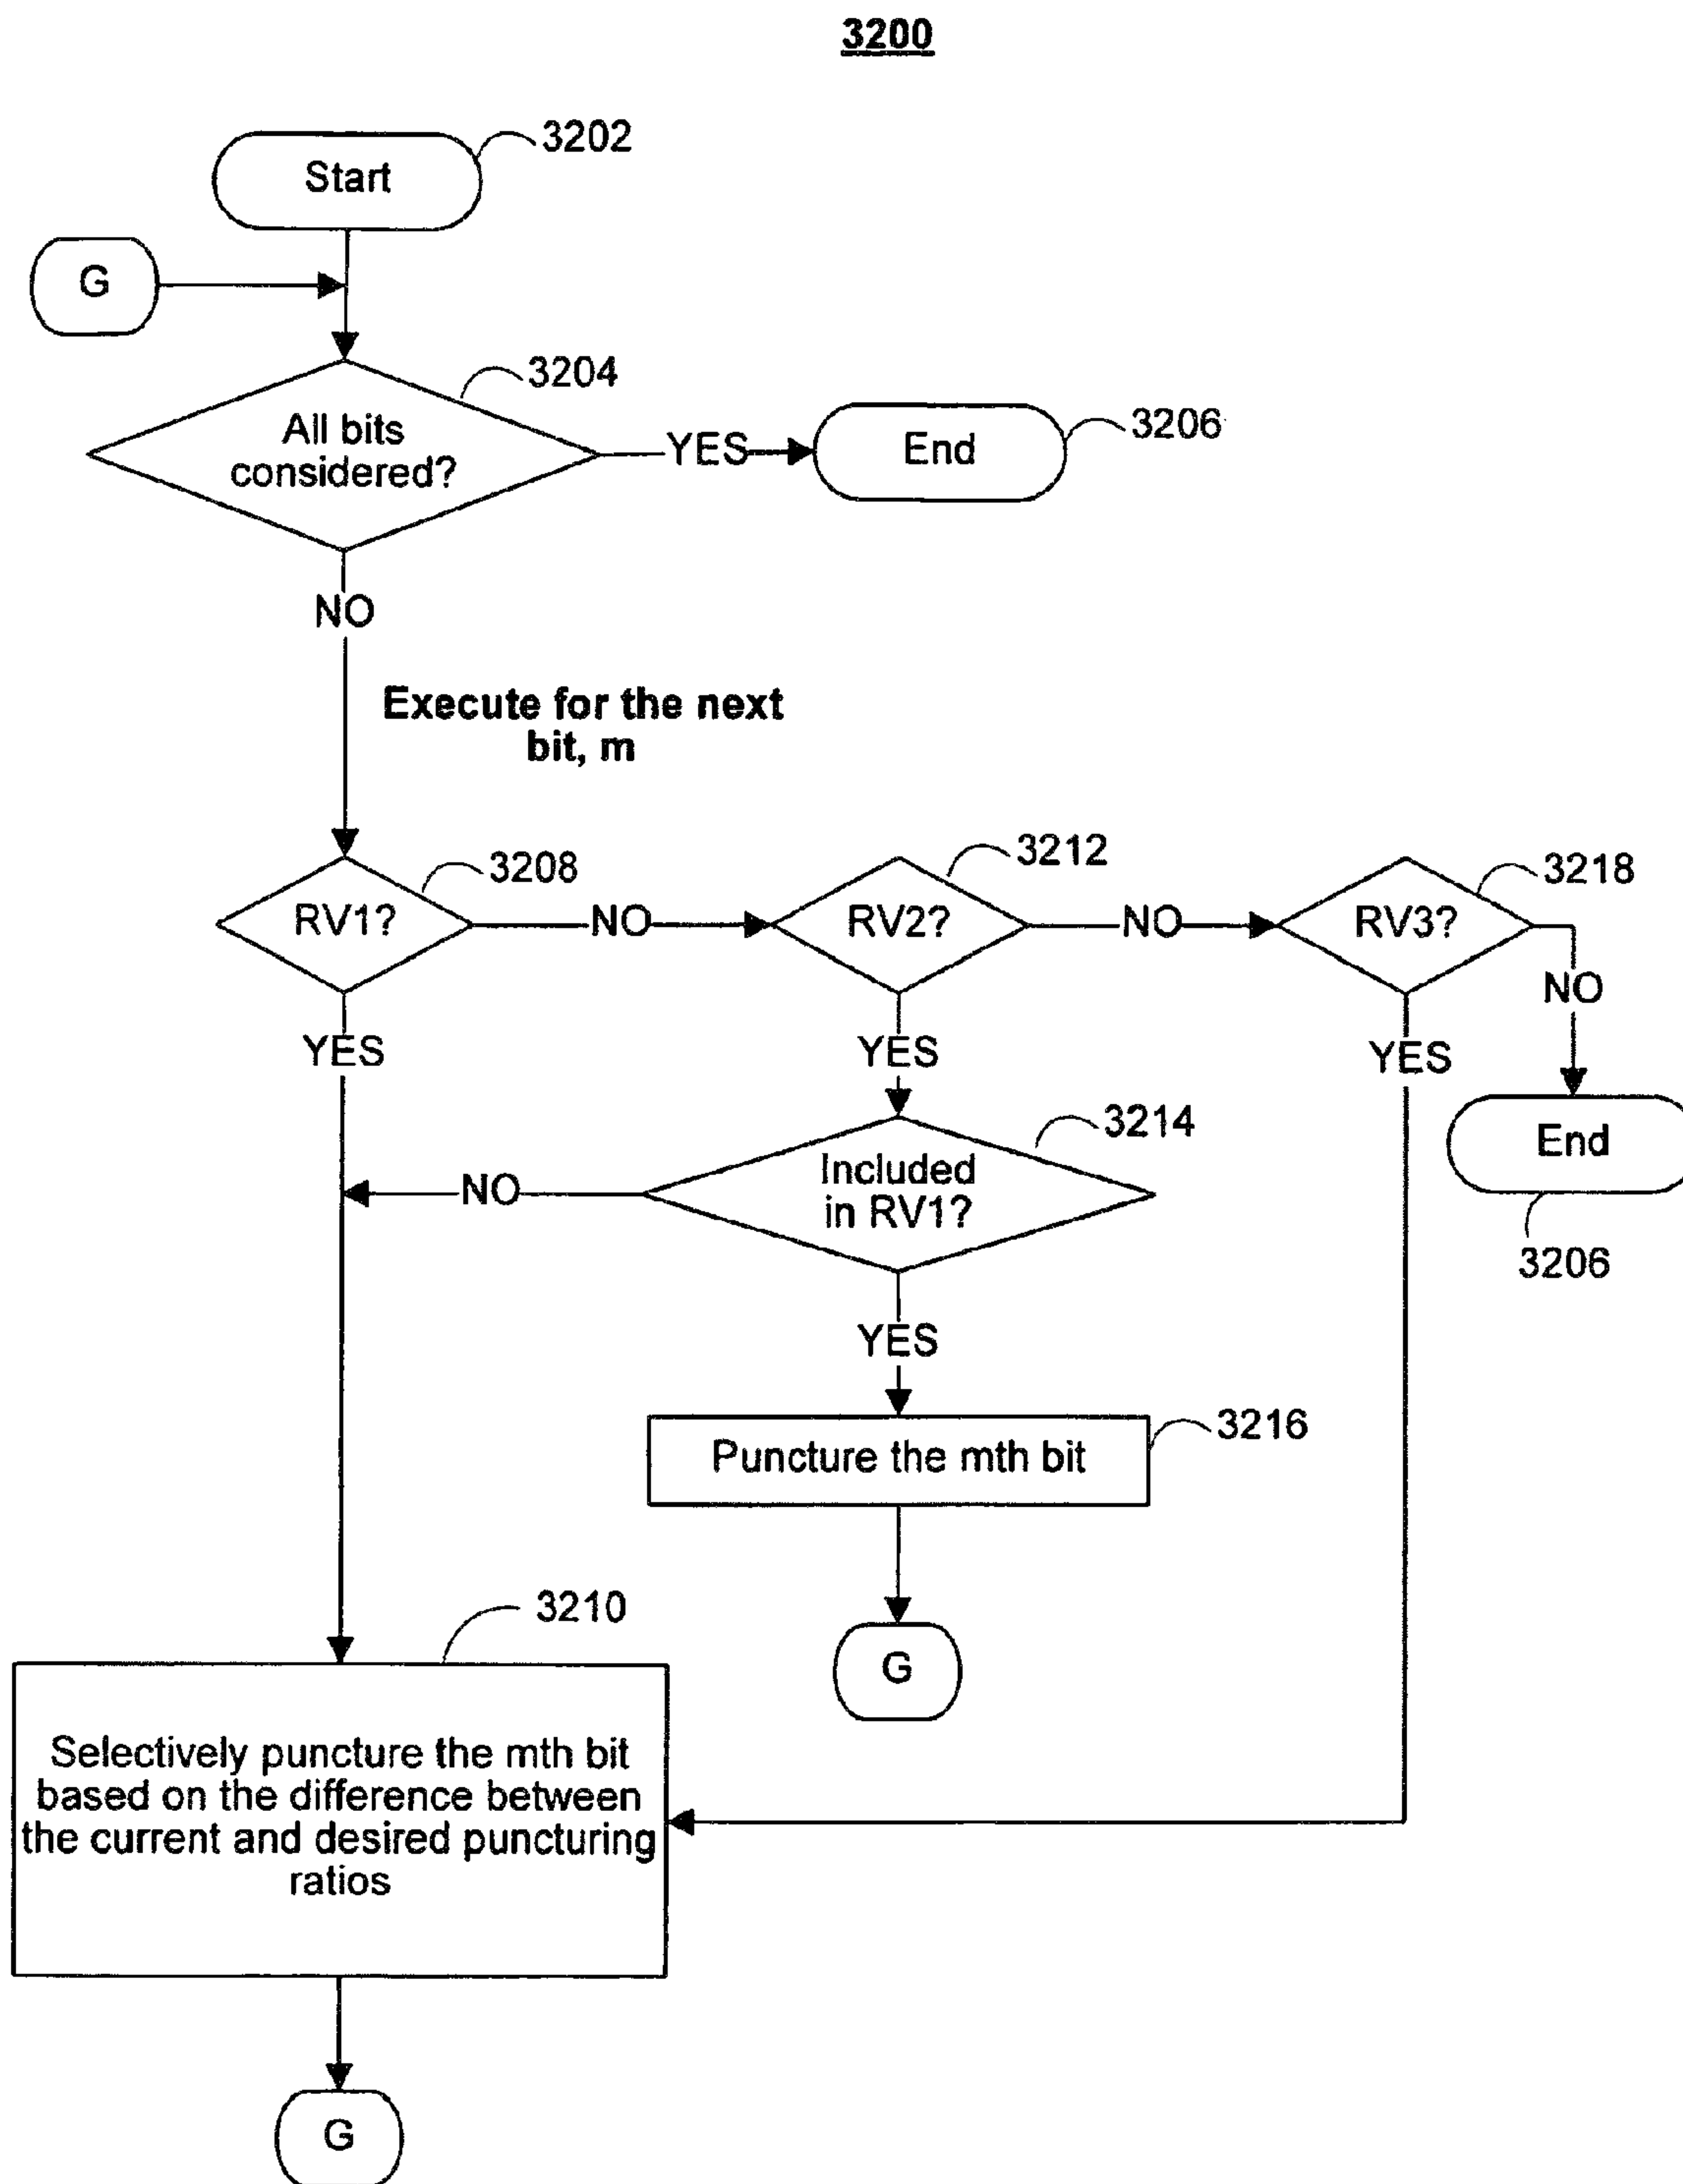 3200
3202
Start
G
3204
All bits
considered?
YES
End
3206
NO
Execute for the next
bit, m
3208
RV1?
NO
3212
RV2?
NO
3218
RV3?
NO
YES
YES
YES
End
3206
3214
Included
in RV1?
NO
YES
3216
Puncture the mth bit
G
3210
Selectively puncture the mth bit
based on the difference between
the current and desired puncturing
ratios
G